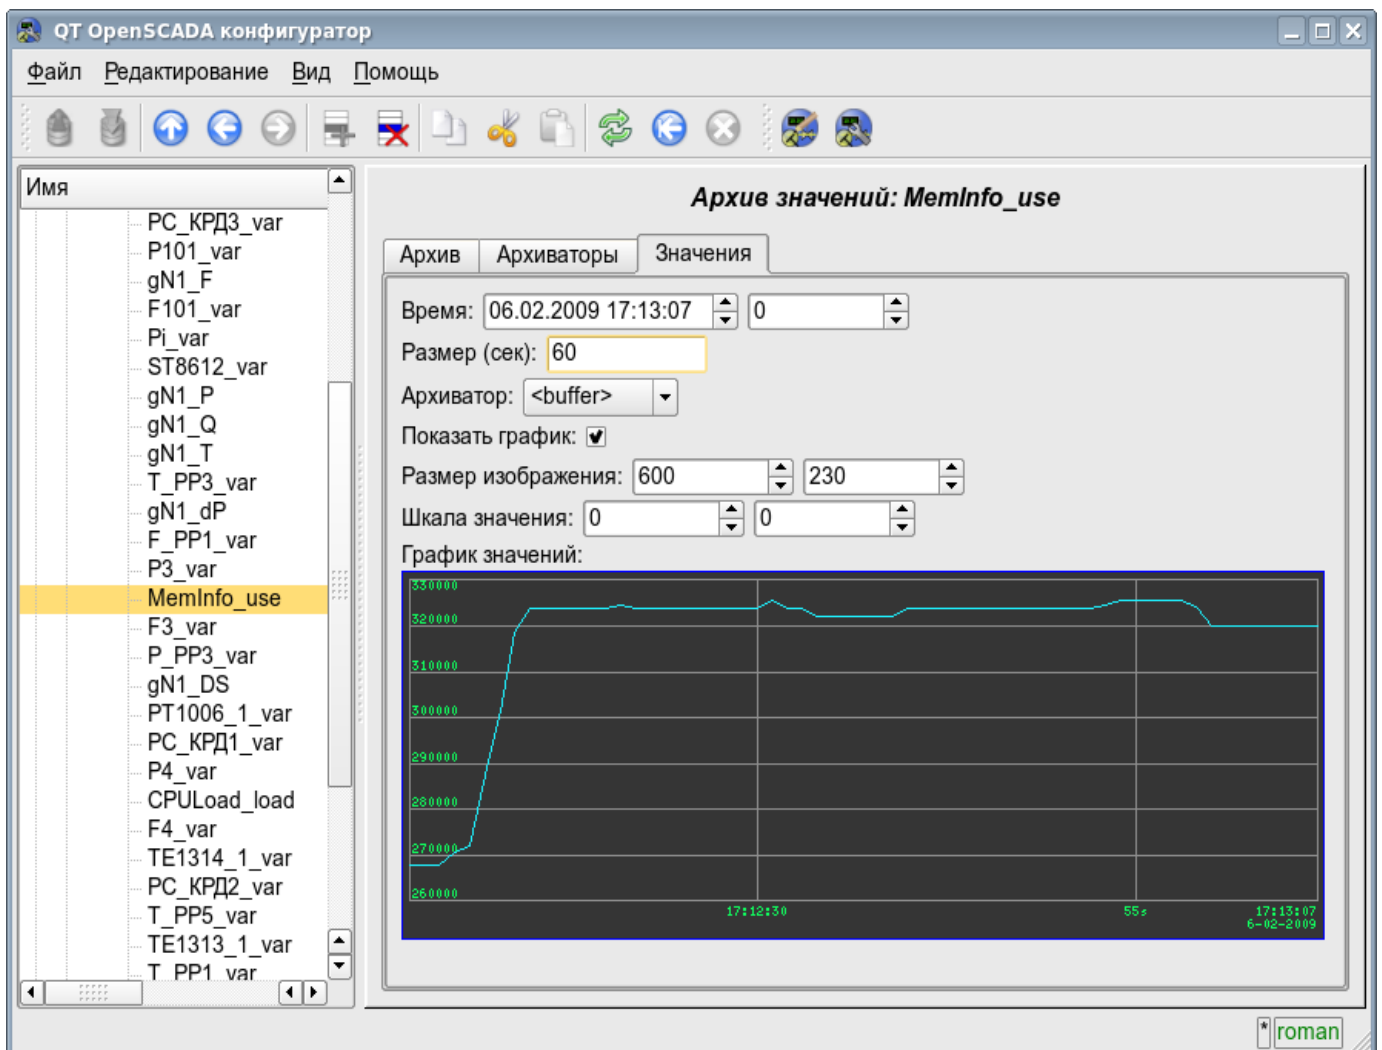 QT OpenSCADA конфигуратор
Файл Редактирование Вид Помощь
Имя
PC_КРД3_var
P101_var
gN1_F
F101_var
Pi_var
ST8612_var
gN1_P
gN1_Q
gN1_T
T_PP3_var
gN1_dP
F_PP1_var
P3_var
MemInfo_use
F3_var
P_PP3_var
gN1_DS
PT1006_1_var
PC_КРД1_var
P4_var
CPULoad_load
F4_var
TE1314_1_var
PC_КРД2_var
T_PP5_var
TE1313_1_var
T_PP1_var
Архив значений: MemInfo_use
Архив Архиваторы Значения
Время: 06.02.2009 17:13:07 0
Размер (сек): 60
Архиватор: <buffer>
Показать график:
Размер изображения: 600 230
Шкала значения: 0 0
График значений:
330000
320000
310000
300000
290000
280000
270000
260000
17:12:30 55s 17:13:07
6-02-2009
* roman